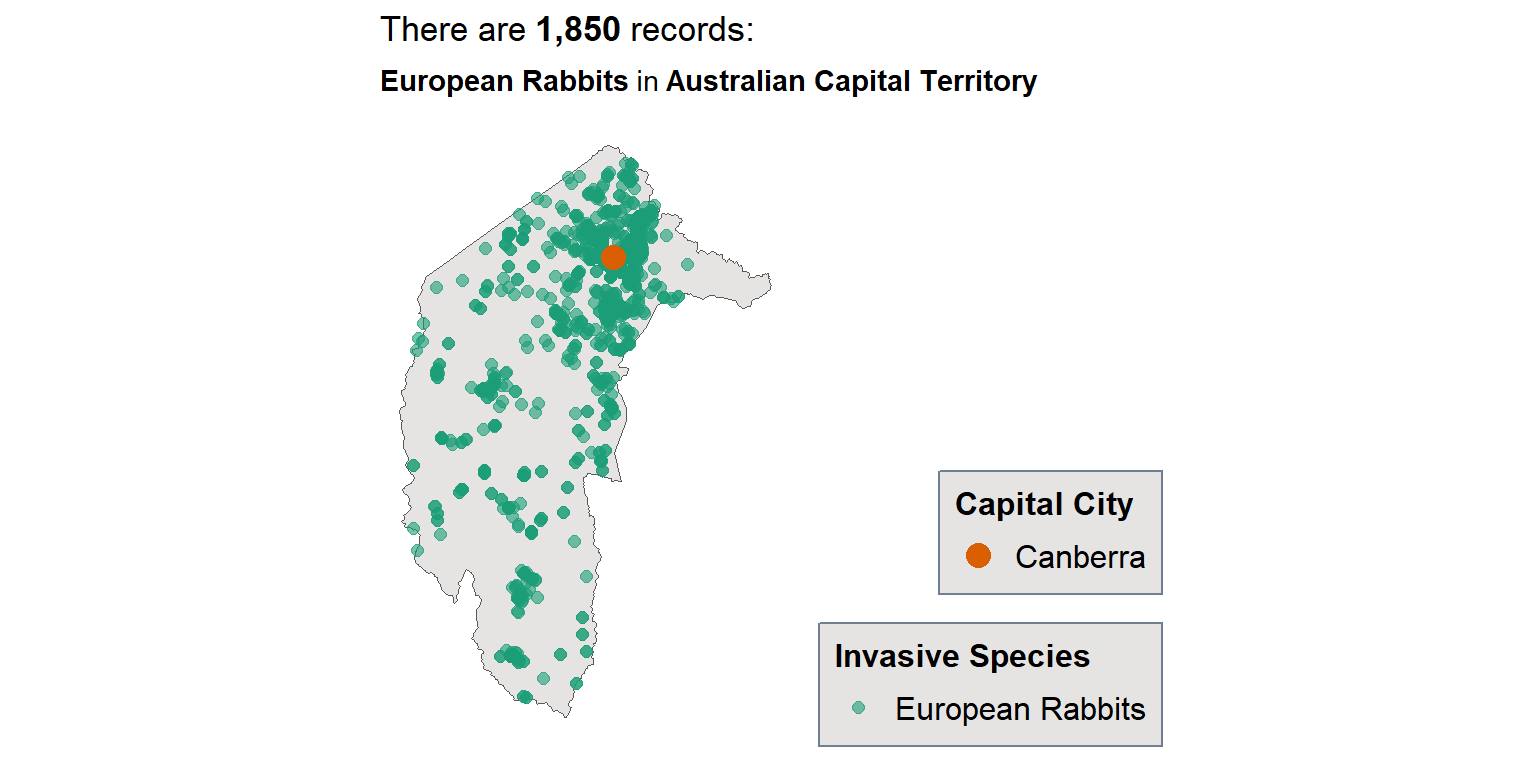 There are 1,850 records:
European Rabbits in Australian Capital Territory
Capital City
Canberra
Invasive Species
European Rabbits